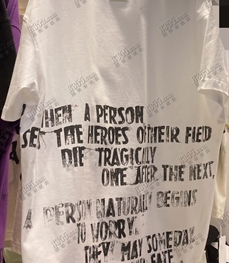 WHEN A PERSON
SEE THE HEROES OF THEIR FIELD
DIE TRAGICALLY
ONE AFTER THE NEXT,
A PERSON NATURALLY BEGINS
TO WORRY.
THEY MAY SOMEDAY